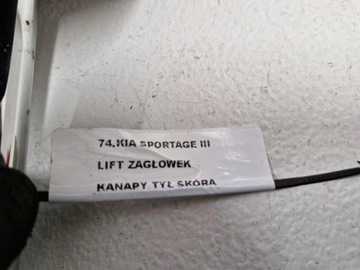 74.KIA SPORTAGE III
LIFT ZAGŁOWEK
KANAPY TYŁ SKÓRA